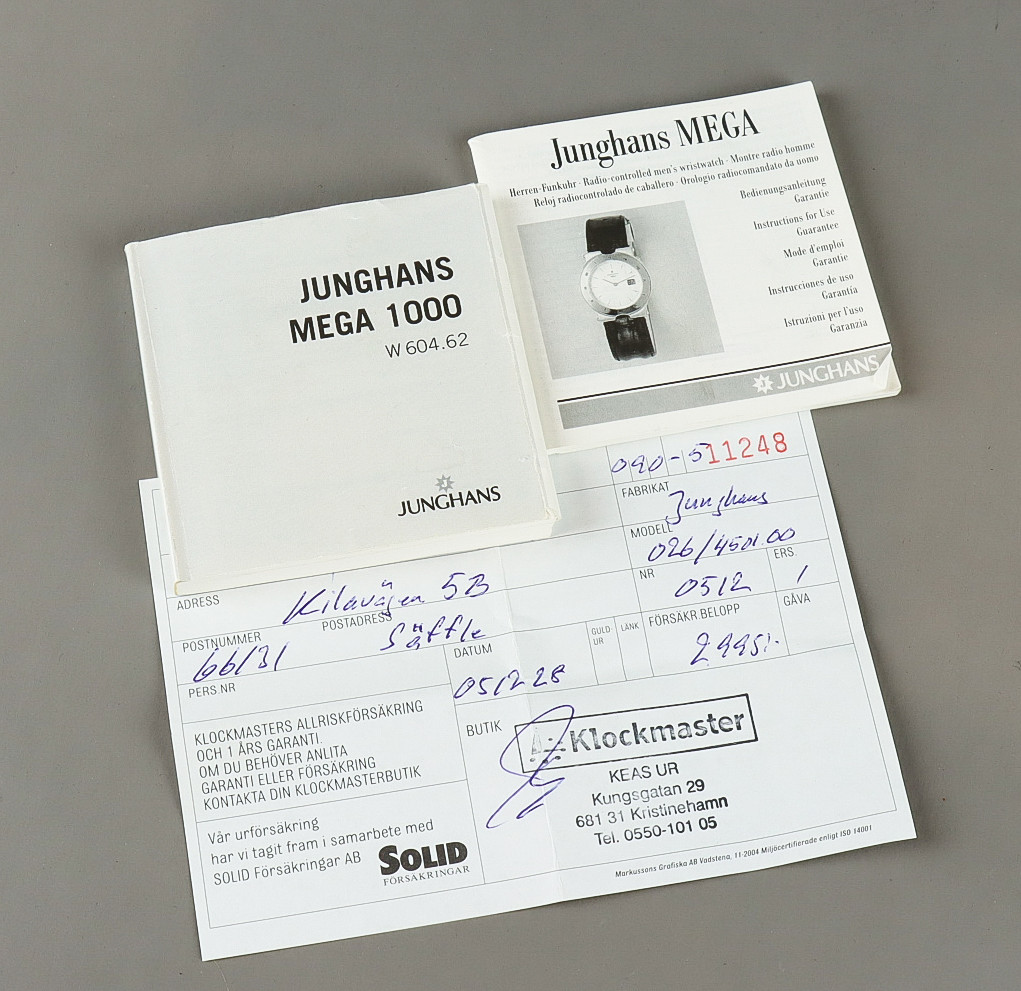 Junghans MEGA
Herren-Funkuhr · Radio-controlled men's wristwatch · Montre radio homme
Reloj radiocontrolado de caballero · Orologio radiocomandato da uomo
Bedienungsanleitung
Garantie
Instructions for Use
Guarantee
Mode d'emploi
Garantie
Instrucciones de uso
Garantía
Istruzioni per l'uso
Garanzia
JUNGHANS
JUNGHANS
MEGA 1000
W 604.62
JUNGHANS
090-511248
FABRIKAT
Junghans
MODELL
026/4501.00
NR
0512
ERS.
1
ADRESS
Kilavägen 5B
POSTNUMMER
66131
POSTADRESS
Säffle
PERS.NR
DATUM
051228
GULD-
UR
LÄNK
FÖRSÄKR BELOPP
2995:-
GÅVA
KLOCKMASTERS ALLRISKFÖRSÄKRING
OCH 1 ÅRS GARANTI.
OM DU BEHÖVER ANLITA
GARANTI ELLER FÖRSÄKRING
KONTAKTA DIN KLOCKMASTERBUTIK
BUTIK
Klockmaster
KEAS UR
Kungsgatan 29
681 31 Kristinehamn
Tel. 0550-101 05
Vår urförsäkring
har vi tagit fram i samarbete med
SOLID Försäkringar AB
SOLID
FÖRSÄKRINGAR
Markussons Grafiska AB Vadstena, 11-2004 Miljöcertifierade enligt ISO 14001